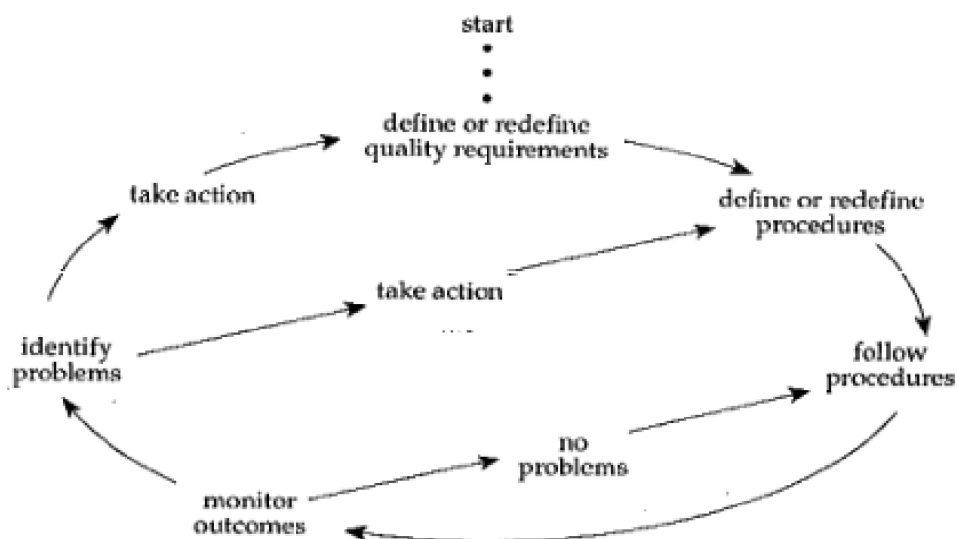 start
define or redefine
quality requirements
take action
define or redefine
procedures
take action
identify
problems
follow
procedures
no
problems
monitor
outcomes